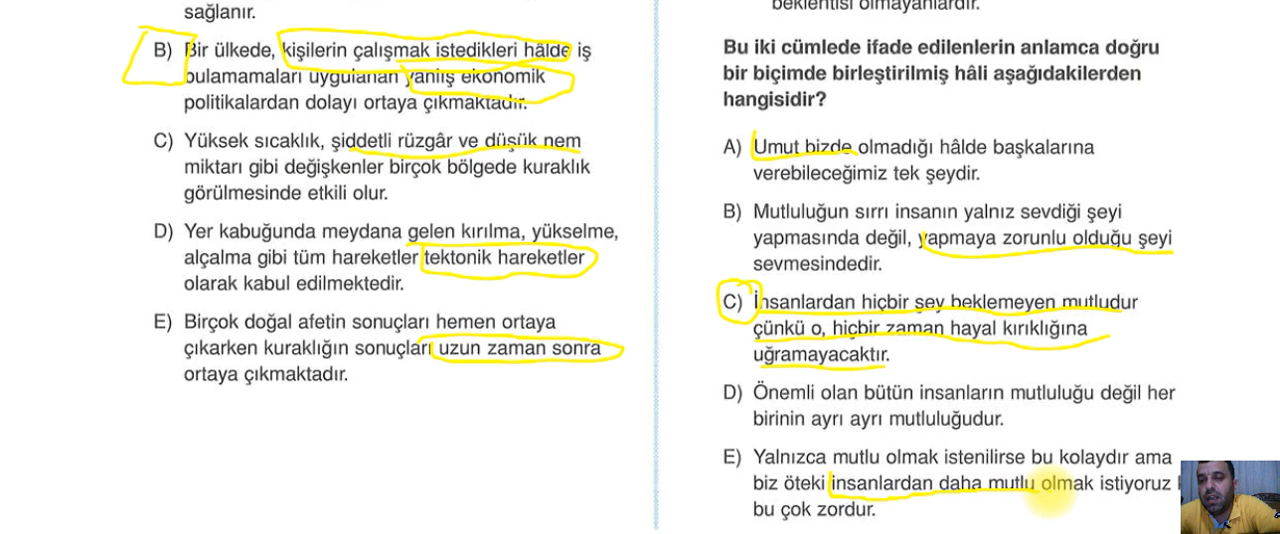 sağlanır.
B) Bir ülkede, kişilerin çalışmak istedikleri hâlde iş
bulamamaları uygulanan yanlış ekonomik
politikalardan dolayı ortaya çıkmaktadır.
C) Yüksek sıcaklık, şiddetli rüzgâr ve düşük nem
miktarı gibi değişkenler birçok bölgede kuraklık
görülmesinde etkili olur.
D) Yer kabuğunda meydana gelen kırılma, yükselme,
alçalma gibi tüm hareketler tektonik hareketler
olarak kabul edilmektedir.
E) Birçok doğal afetin sonuçları hemen ortaya
çıkarken kuraklığın sonuçları uzun zaman sonra
ortaya çıkmaktadır.
beklentisi olmayanlardır.
Bu iki cümlede ifade edilenlerin anlamca doğru
bir biçimde birleştirilmiş hâli aşağıdakilerden
hangisidir?
A) Umut bizde olmadığı hâlde başkalarına
verebileceğimiz tek şeydir.
B) Mutluluğun sırrı insanın yalnız sevdiği şeyi
yapmasında değil, yapmaya zorunlu olduğu şeyi
sevmesindedir.
C) İnsanlardan hiçbir şey beklemeyen mutludur
çünkü o, hiçbir zaman hayal kırıklığına
uğramayacaktır.
D) Önemli olan bütün insanların mutluluğu değil her
birinin ayrı ayrı mutluluğudur.
E) Yalnızca mutlu olmak istenilirse bu kolaydır ama
biz öteki insanlardan daha mutlu olmak istiyoruz
bu çok zordur.